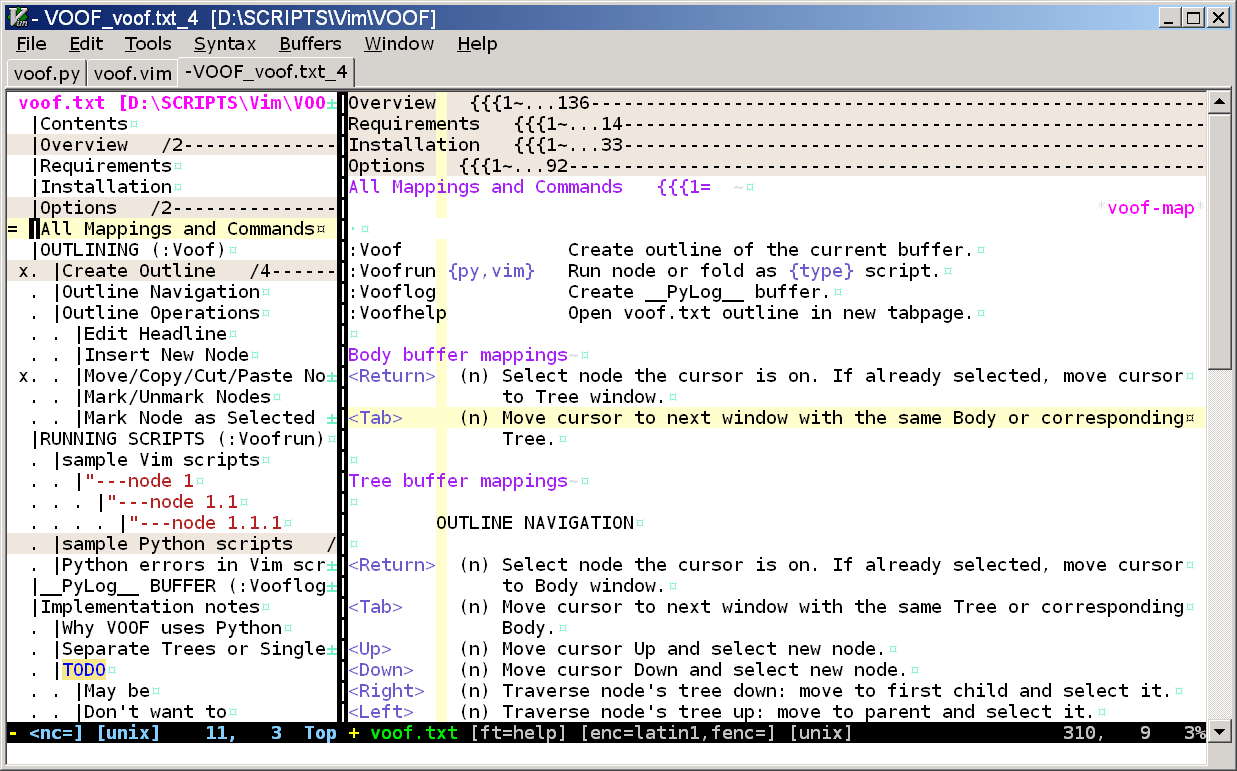 - VOOF_voof.txt_4 [D:\SCRIPTS\Vim\VOOF]
File Edit Tools Syntax Buffers Window Help
voof.py voof.vim -VOOF_voof.txt_4
voof.txt [D:\SCRIPTS\Vim\VOO±
|Contents¤
|Overview /2--------------
|Requirements¤
|Installation¤
|Options /2---------------
= |All Mappings and Commands¤
|OUTLINING (:Voof)¤
x. |Create Outline /4------
. |Outline Navigation¤
. |Outline Operations¤
. . |Edit Headline¤
. . |Insert New Node¤
x. . |Move/Copy/Cut/Paste No±
. . |Mark/Unmark Nodes¤
. . |Mark Node as Selected ±
|RUNNING SCRIPTS (:Voofrun)¤
. |sample Vim scripts¤
. . |"---node 1¤
. . . |"---node 1.1¤
. . . . |"---node 1.1.1¤
. |sample Python scripts /
. |Python errors in Vim scr±
|__PyLog__ BUFFER (:Vooflog±
|Implementation notes¤
. |Why VOOF uses Python¤
. |Separate Trees or Single±
. |TODO¤
. . |May be¤
. . |Don't want to¤
- <nc=] [unix] 11, 3 Top
Overview {{{1~...136--------------------------------------------------------
Requirements {{{1~...14-----------------------------------------------------
Installation {{{1~...33-----------------------------------------------------
Options {{{1~...92----------------------------------------------------------
All Mappings and Commands {{{1= ~¤
*voof-map*
·¤
:Voof Create outline of the current buffer.¤
:Voofrun {py,vim} Run node or fold as {type} script.¤
:Vooflog Create __PyLog__ buffer.¤
:Voofhelp Open voof.txt outline in new tabpage.¤
¤
Body buffer mappings~¤
<Return> (n) Select node the cursor is on. If already selected, move cursor¤
to Tree window.¤
<Tab> (n) Move cursor to next window with the same Body or corresponding¤
Tree.¤
¤
Tree buffer mappings~¤
¤
OUTLINE NAVIGATION¤
¤
<Return> (n) Select node the cursor is on. If already selected, move cursor¤
to Body window.¤
<Tab> (n) Move cursor to next window with the same Tree or corresponding¤
Body.¤
<Up> (n) Move cursor Up and select new node.¤
<Down> (n) Move cursor Down and select new node.¤
<Right> (n) Traverse node's tree down: move to first child and select it.¤
<Left> (n) Traverse node's tree up: move to parent and select it.¤
+ voof.txt [ft=help] [enc=latin1,fenc=] [unix] 310, 9 3%